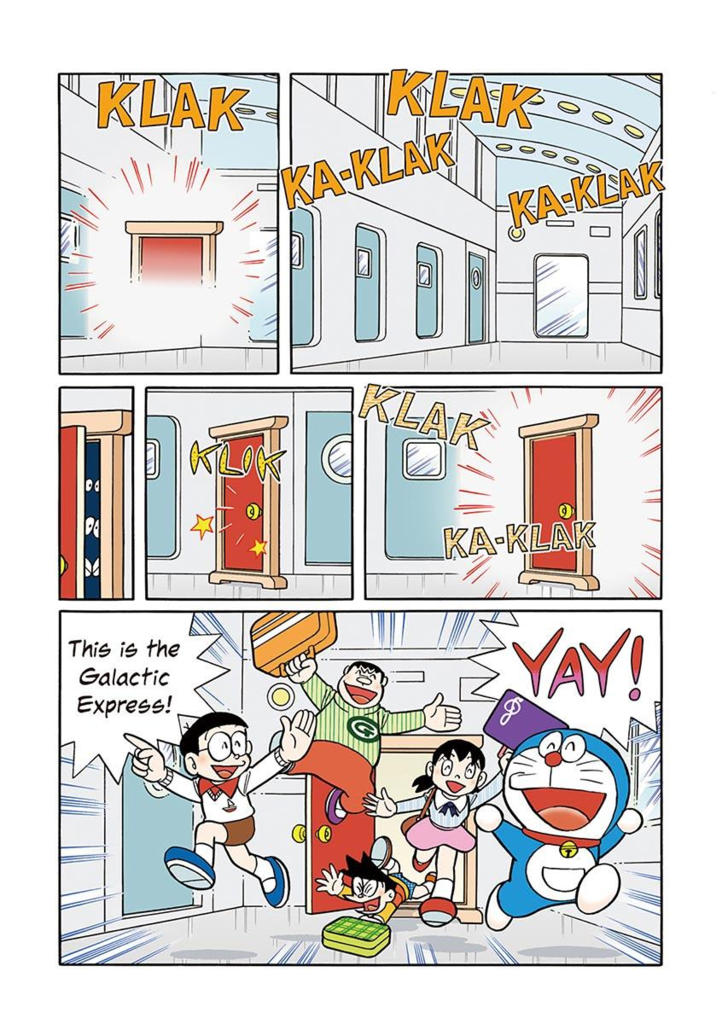 KLAK
KA-KLAK
KA-KLAK
KLAK
KLAK
KA-KLAK
KLIK
YAY!
This is the
Galactic
Express!
G